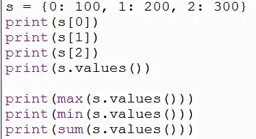 s = {0: 100, 1: 200, 2: 300}
print(s[0])
print(s[1])
print(s[2])
print(s.values())
print(max(s.values()))
print(min(s.values()))
print(sum(s.values()))